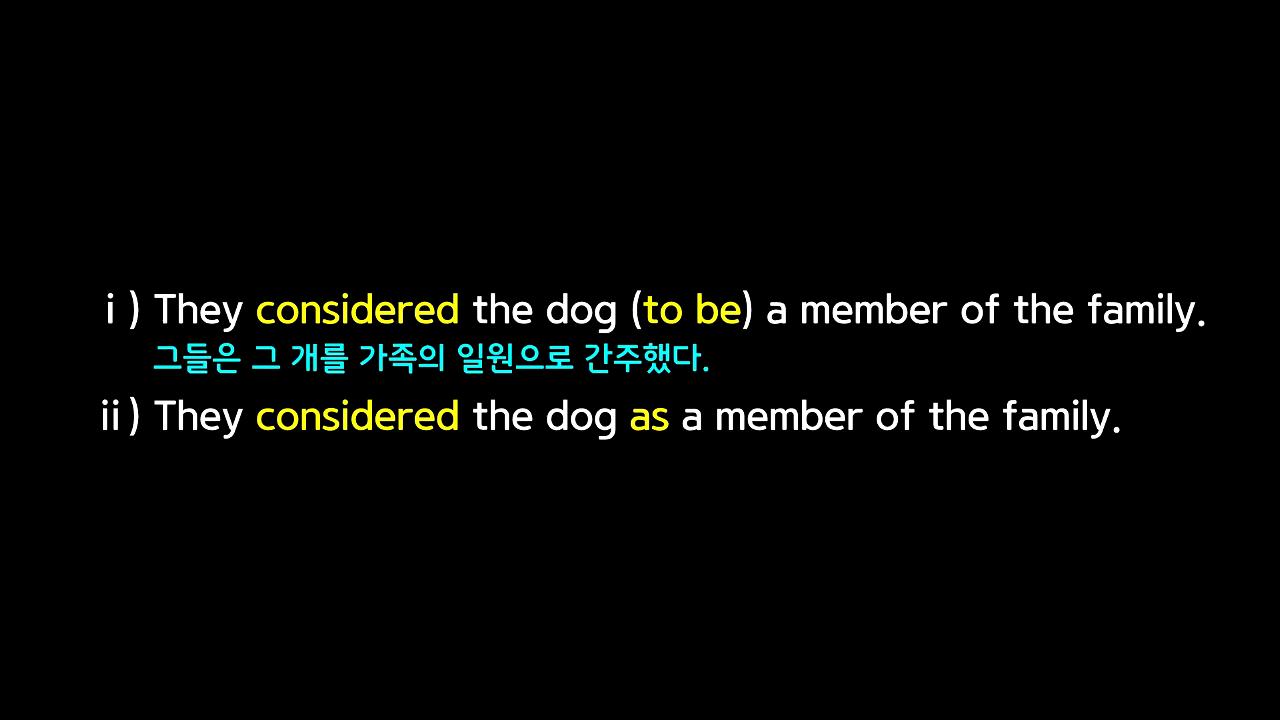 ⅰ) They considered the dog (to be) a member of the family.
그들은 그 개를 가족의 일원으로 간주했다.
ⅱ) They considered the dog as a member of the family.